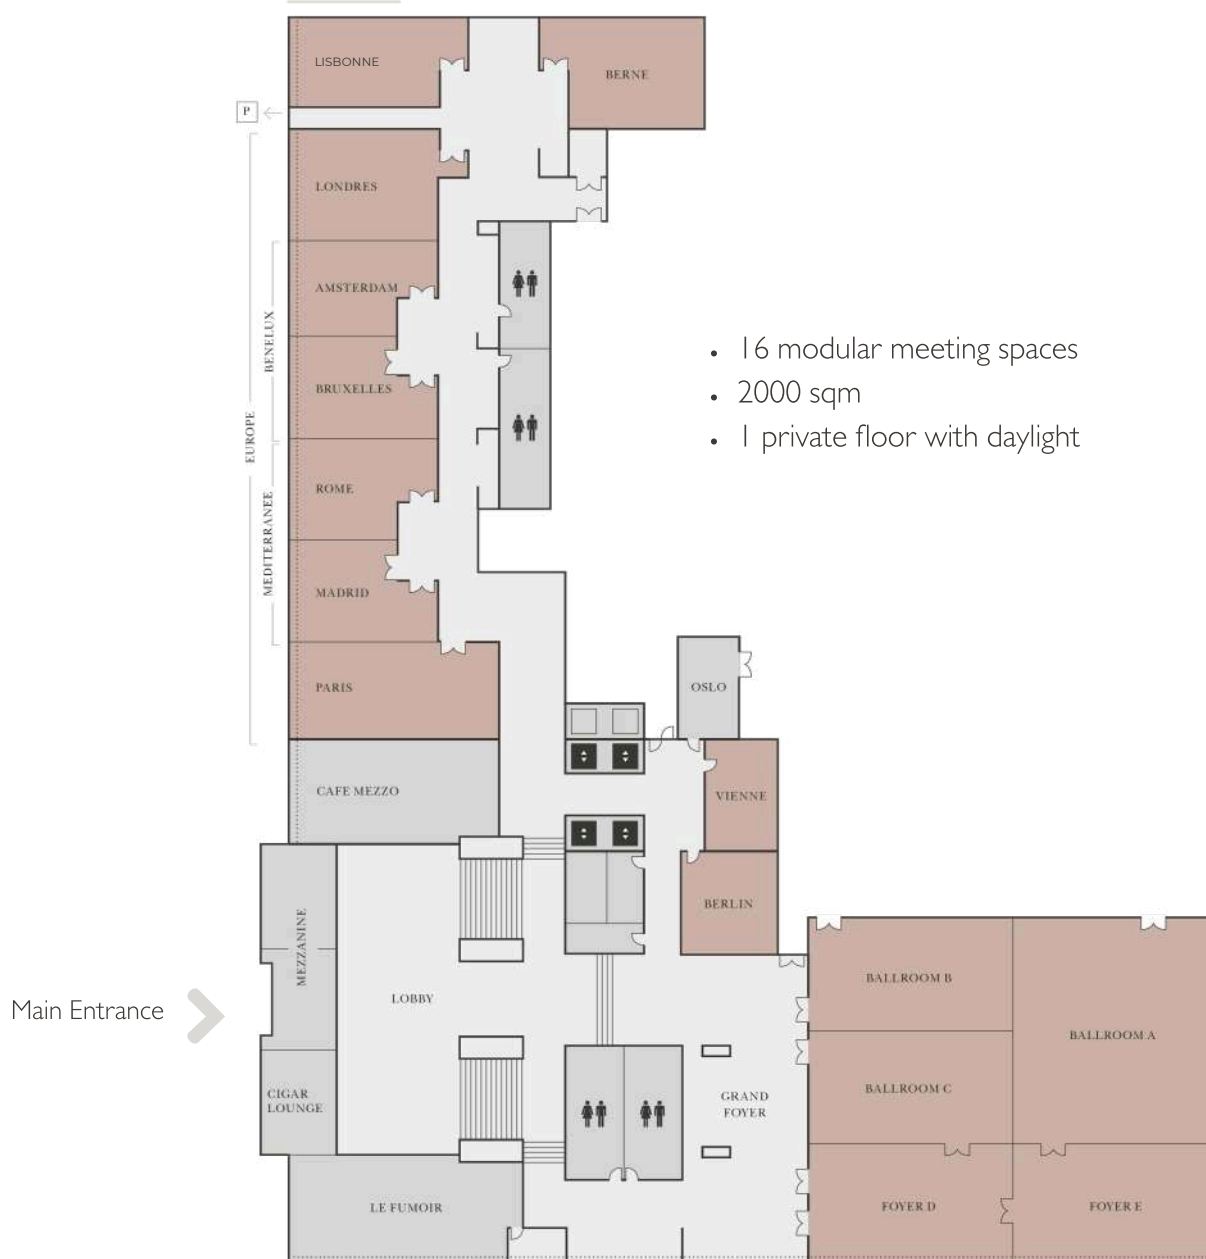 LISBONNE
BERNE
P
LONDRES
AMSTERDAM
BENELUX
BRUXELLES
EUROPE
ROME
MEDITERRANEE
MADRID
PARIS
• 16 modular meeting spaces
• 2000 sqm
• 1 private floor with daylight
OSLO
CAFE MEZZO
VIENNE
BERLIN
MEZZANINE
LOBBY
Main Entrance
CIGAR
LOUNGE
GRAND
FOYER
BALLROOM B
BALLROOM A
BALLROOM C
LE FUMOIR
FOYER D
FOYER E